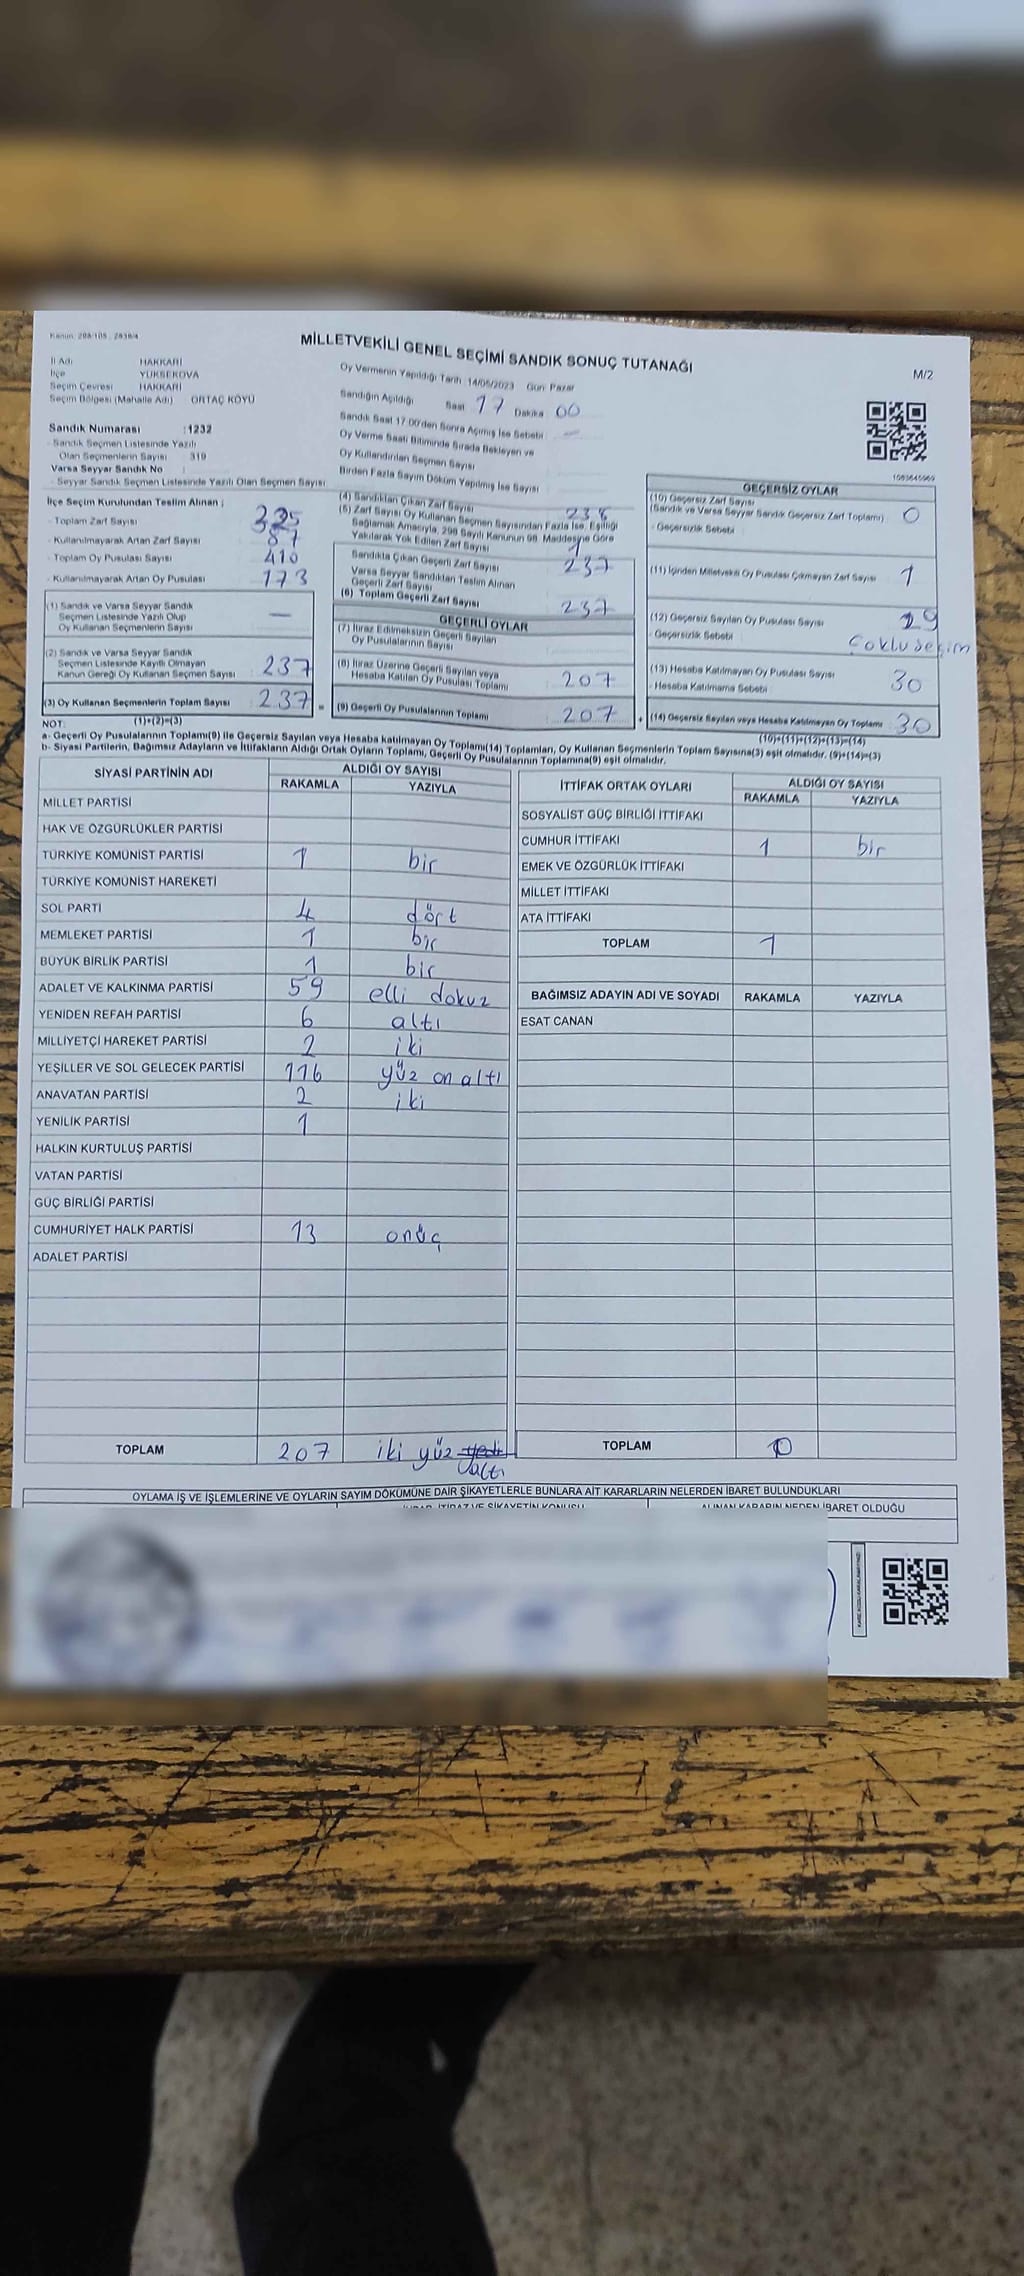 Kanun: 298/105 , 2839/4
MİLLETVEKİLİ GENEL SEÇİMİ SANDIK SONUÇ TUTANAĞI
M/2
İl Adı HAKKARİ
İlçe YÜKSEKOVA
Seçim Çevresi HAKKARİ
Seçim Bölgesi (Mahalle Adı) ORTAÇ KÖYÜ
Sandık Numarası :1232
- Sandık Seçmen Listesinde Yazılı
Olan Seçmenlerin Sayısı 319
Varsa Seyyar Sandık No
- Seyyar Sandık Seçmen Listesinde Yazılı Olan Seçmen Sayısı
Oy Vermenin Yapıldığı Tarih :14/05/2023 Gün: Pazar
Sandığın Açıldığı Saat 17 Dakika 00
Sandık Saat 17:00'den Sonra Açılmış İse Sebebi : —
Oy Verme Saati Bitiminde Sırada Bekleyen ve
Oy Kullandırılan Seçmen Sayısı
Birden Fazla Sayım Döküm Yapılmış İse Sayısı
İlçe Seçim Kurulundan Teslim Alınan :
- Toplam Zarf Sayısı 325
- Kullanılmayarak Artan Zarf Sayısı 87
- Toplam Oy Pusulası Sayısı 410
- Kullanılmayarak Artan Oy Pusulası 173
(1) Sandık ve Varsa Seyyar Sandık
Seçmen Listesinde Yazılı Olup
Oy Kullanan Seçmenlerin Sayısı —
(2) Sandık ve Varsa Seyyar Sandık
Seçmen Listesinde Kayıtlı Olmayan
Kanun Gereği Oy Kullanan Seçmen Sayısı 237
(3) Oy Kullanan Seçmenlerin Toplam Sayısı 237 =
(1)+(2)=(3)
(4) Sandıktan Çıkan Zarf Sayısı 238
(5) Zarf Sayısı Oy Kullanan Seçmen Sayısından Fazla İse, Eşitliği
Sağlamak Amacıyla, 298 Sayılı Kanunun 98. Maddesine Göre
Yakılarak Yok Edilen Zarf Sayısı 1
Sandıkta Çıkan Geçerli Zarf Sayısı 237
Varsa Seyyar Sandıktan Teslim Alınan
Geçerli Zarf Sayısı
(6) Toplam Geçerli Zarf Sayısı 237
GEÇERLİ OYLAR
(7) İtiraz Edilmeksizin Geçerli Sayılan
Oy Pusulalarının Sayısı
(8) İtiraz Üzerine Geçerli Sayılan veya
Hesaba Katılan Oy Pusulası Toplamı 207
(9) Geçerli Oy Pusulalarının Toplamı 207 +
1083645969
GEÇERSİZ OYLAR
(10) Geçersiz Zarf Sayısı
(Sandık ve Varsa Seyyar Sandık Geçersiz Zarf Toplamı) 0
- Geçersizlik Sebebi
(11) İçinden Milletvekili Oy Pusulası Çıkmayan Zarf Sayısı 1
(12) Geçersiz Sayılan Oy Pusulası Sayısı 29
- Geçersizlik Sebebi Çoklu seçim
(13) Hesaba Katılmayan Oy Pusulası Sayısı 30
- Hesaba Katılmama Sebebi
(14) Geçersiz Sayılan veya Hesaba Katılmayan Oy Toplamı 30
(10)+(11)+(12)+(13)=(14)
NOT:
a- Geçerli Oy Pusulalarının Toplamı(9) ile Geçersiz Sayılan veya Hesaba katılmayan Oy Toplamı(14) Toplamları, Oy Kullanan Seçmenlerin Toplam Sayısına(3) eşit olmalıdır. (9)+(14)=(3)
b- Siyasi Partilerin, Bağımsız Adayların ve İttifakların Aldığı Ortak Oyların Toplamı, Geçerli Oy Pusulalarının Toplamına(9) eşit olmalıdır.
SİYASİ PARTİNİN ADI ALDIĞI OY SAYISI
RAKAMLA YAZIYLA
MİLLET PARTİSİ
HAK VE ÖZGÜRLÜKLER PARTİSİ
TÜRKİYE KOMÜNİST PARTİSİ 1 bir
TÜRKİYE KOMÜNİST HAREKETİ
SOL PARTİ 4 dört
MEMLEKET PARTİSİ 1 bir
BÜYÜK BİRLİK PARTİSİ 1 bir
ADALET VE KALKINMA PARTİSİ 59 elli dokuz
YENİDEN REFAH PARTİSİ 6 altı
MİLLİYETÇİ HAREKET PARTİSİ 2 iki
YEŞİLLER VE SOL GELECEK PARTİSİ 116 yüz on altı
ANAVATAN PARTİSİ 2 iki
YENİLİK PARTİSİ 1
HALKIN KURTULUŞ PARTİSİ
VATAN PARTİSİ
GÜÇ BİRLİĞİ PARTİSİ
CUMHURİYET HALK PARTİSİ 13 onüç
ADALET PARTİSİ
TOPLAM 207 iki yüz yedi
altı
İTTİFAK ORTAK OYLARI ALDIĞI OY SAYISI
RAKAMLA YAZIYLA
SOSYALİST GÜÇ BİRLİĞİ İTTİFAKI
CUMHUR İTTİFAKI 1 bir
EMEK VE ÖZGÜRLÜK İTTİFAKI
MİLLET İTTİFAKI
ATA İTTİFAKI
TOPLAM 1
BAĞIMSIZ ADAYIN ADI VE SOYADI RAKAMLA YAZIYLA
ESAT CANAN
TOPLAM 0
OYLAMA İŞ VE İŞLEMLERİNE VE OYLARIN SAYIM DÖKÜMÜNE DAİR ŞİKAYETLERLE BUNLARA AİT KARARLARIN NELERDEN İBARET BULUNDUKLARI
İTİRAZ VE ŞİKAYETİN KONUSU ALINAN KARARIN NEDEN İBARET OLDUĞU